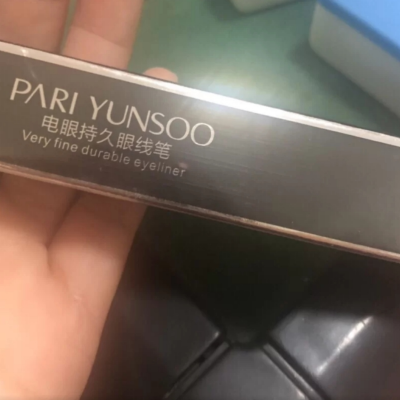 PARI YUNSOO
电眼持久眼线笔
Very fine durable eyeliner